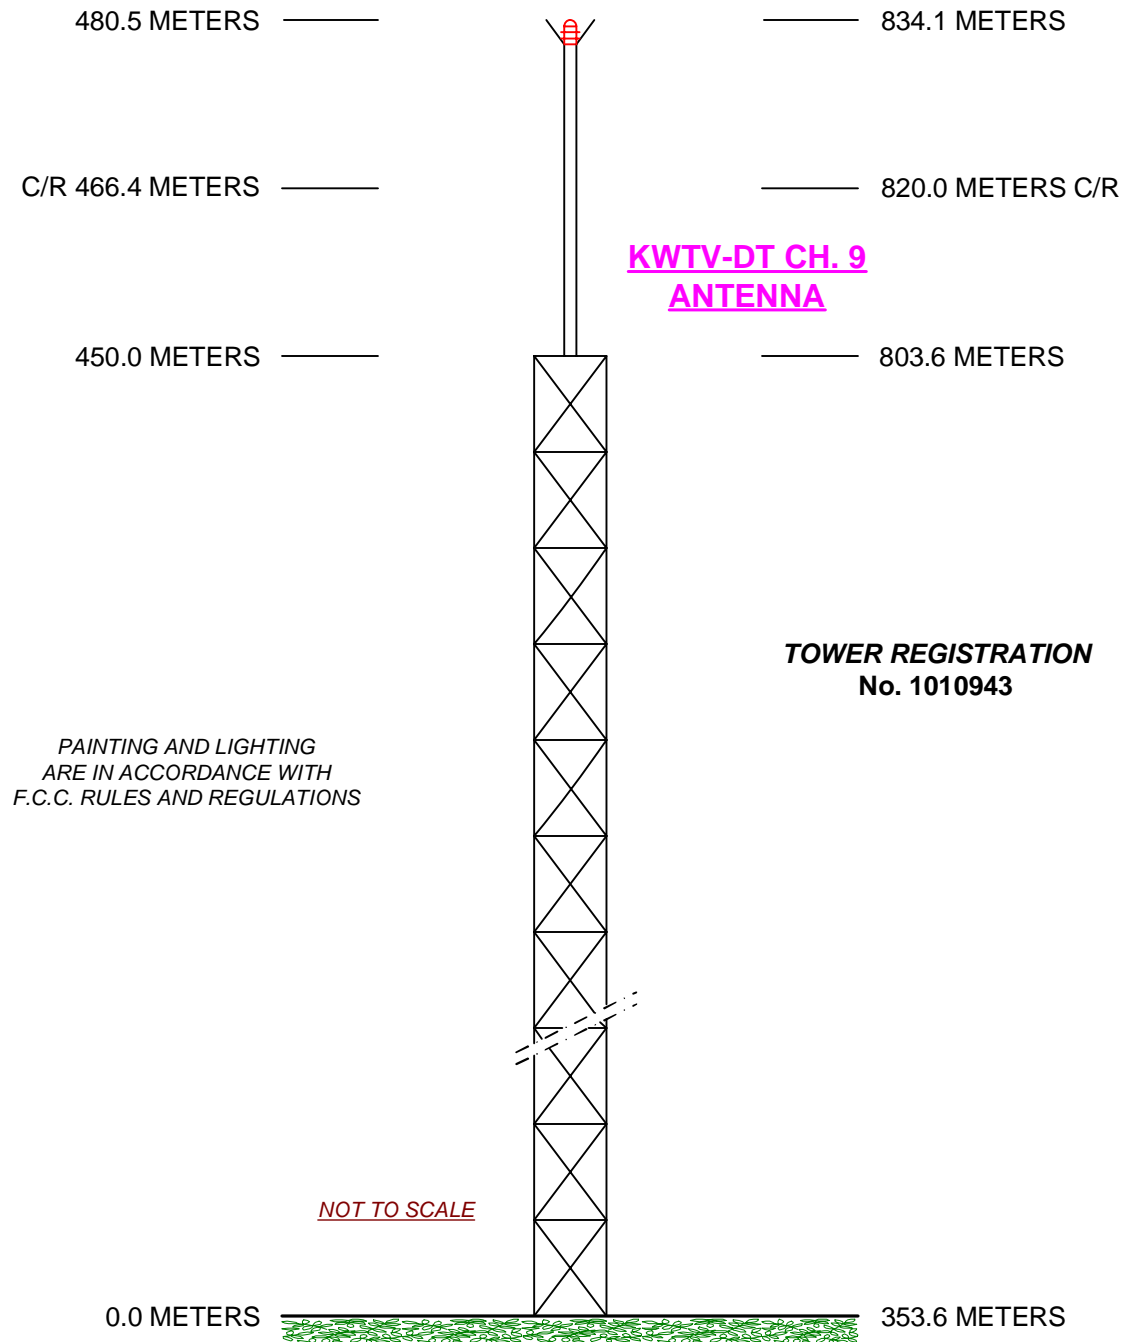 480.5 METERS
834.1 METERS
C/R 466.4 METERS
820.0 METERS C/R
KWTV-DT CH. 9
ANTENNA
450.0 METERS
803.6 METERS
TOWER REGISTRATION
No. 1010943
PAINTING AND LIGHTING
ARE IN ACCORDANCE WITH
F.C.C. RULES AND REGULATIONS
NOT TO SCALE
0.0 METERS
353.6 METERS